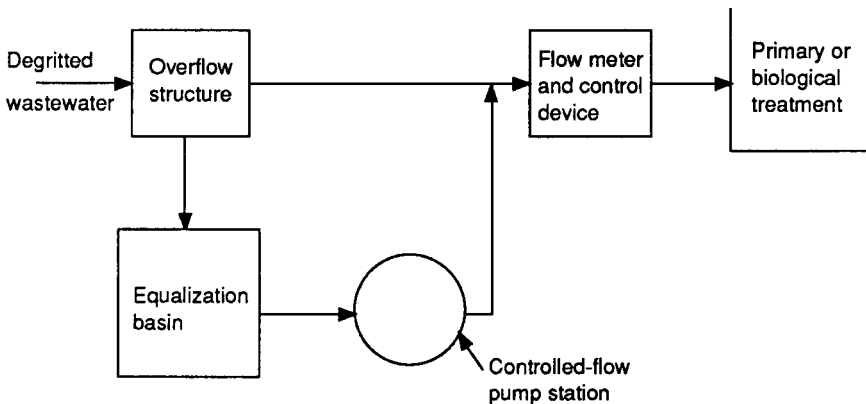 Degritted
wastewater
Overflow
structure
Flow meter
and control
device
Primary or
biological
treatment
Equalization
basin
Controlled-flow
pump station